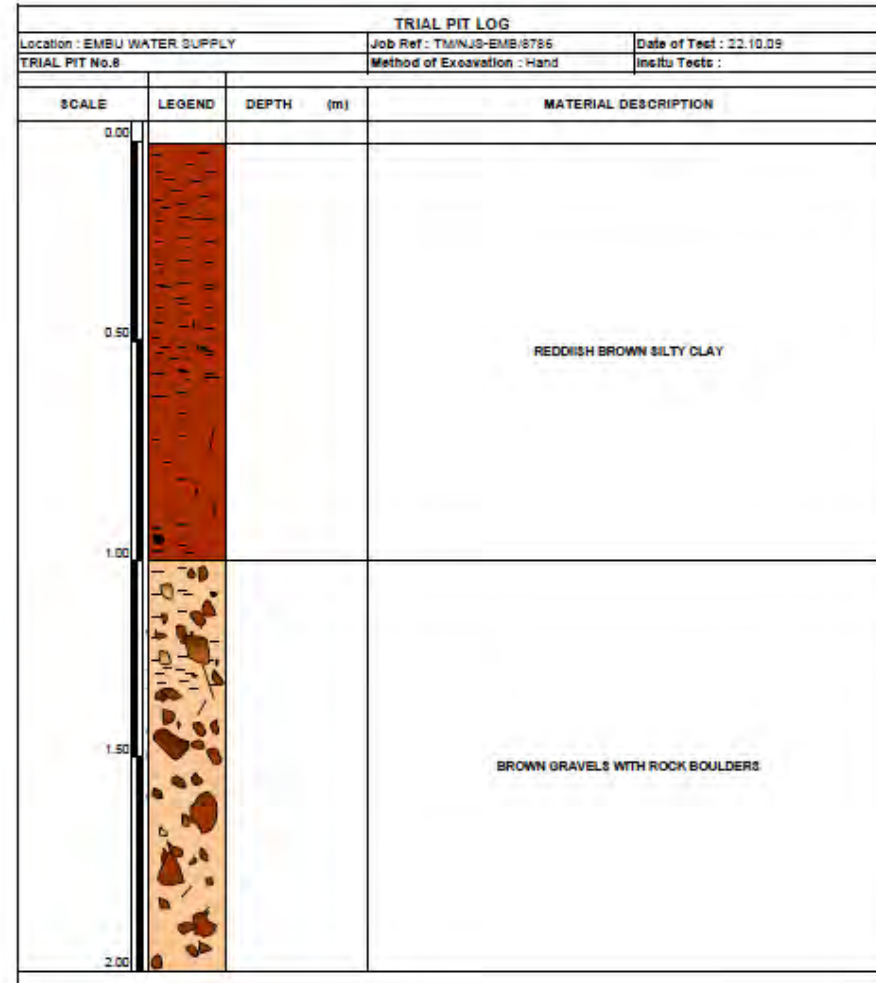 TRIAL PIT LOG
Location : EMBU WATER SUPPLY Job Ref : TM/NJS-EMB/8786 Date of Test : 22.10.09
TRIAL PIT No.6 Method of Excavation : Hand Insitu Tests :
SCALE LEGEND DEPTH (m) MATERIAL DESCRIPTION
0.00
0.50
REDDIISH BROWN SILTY CLAY
1.00
1.50
BROWN GRAVELS WITH ROCK BOULDERS
2.00